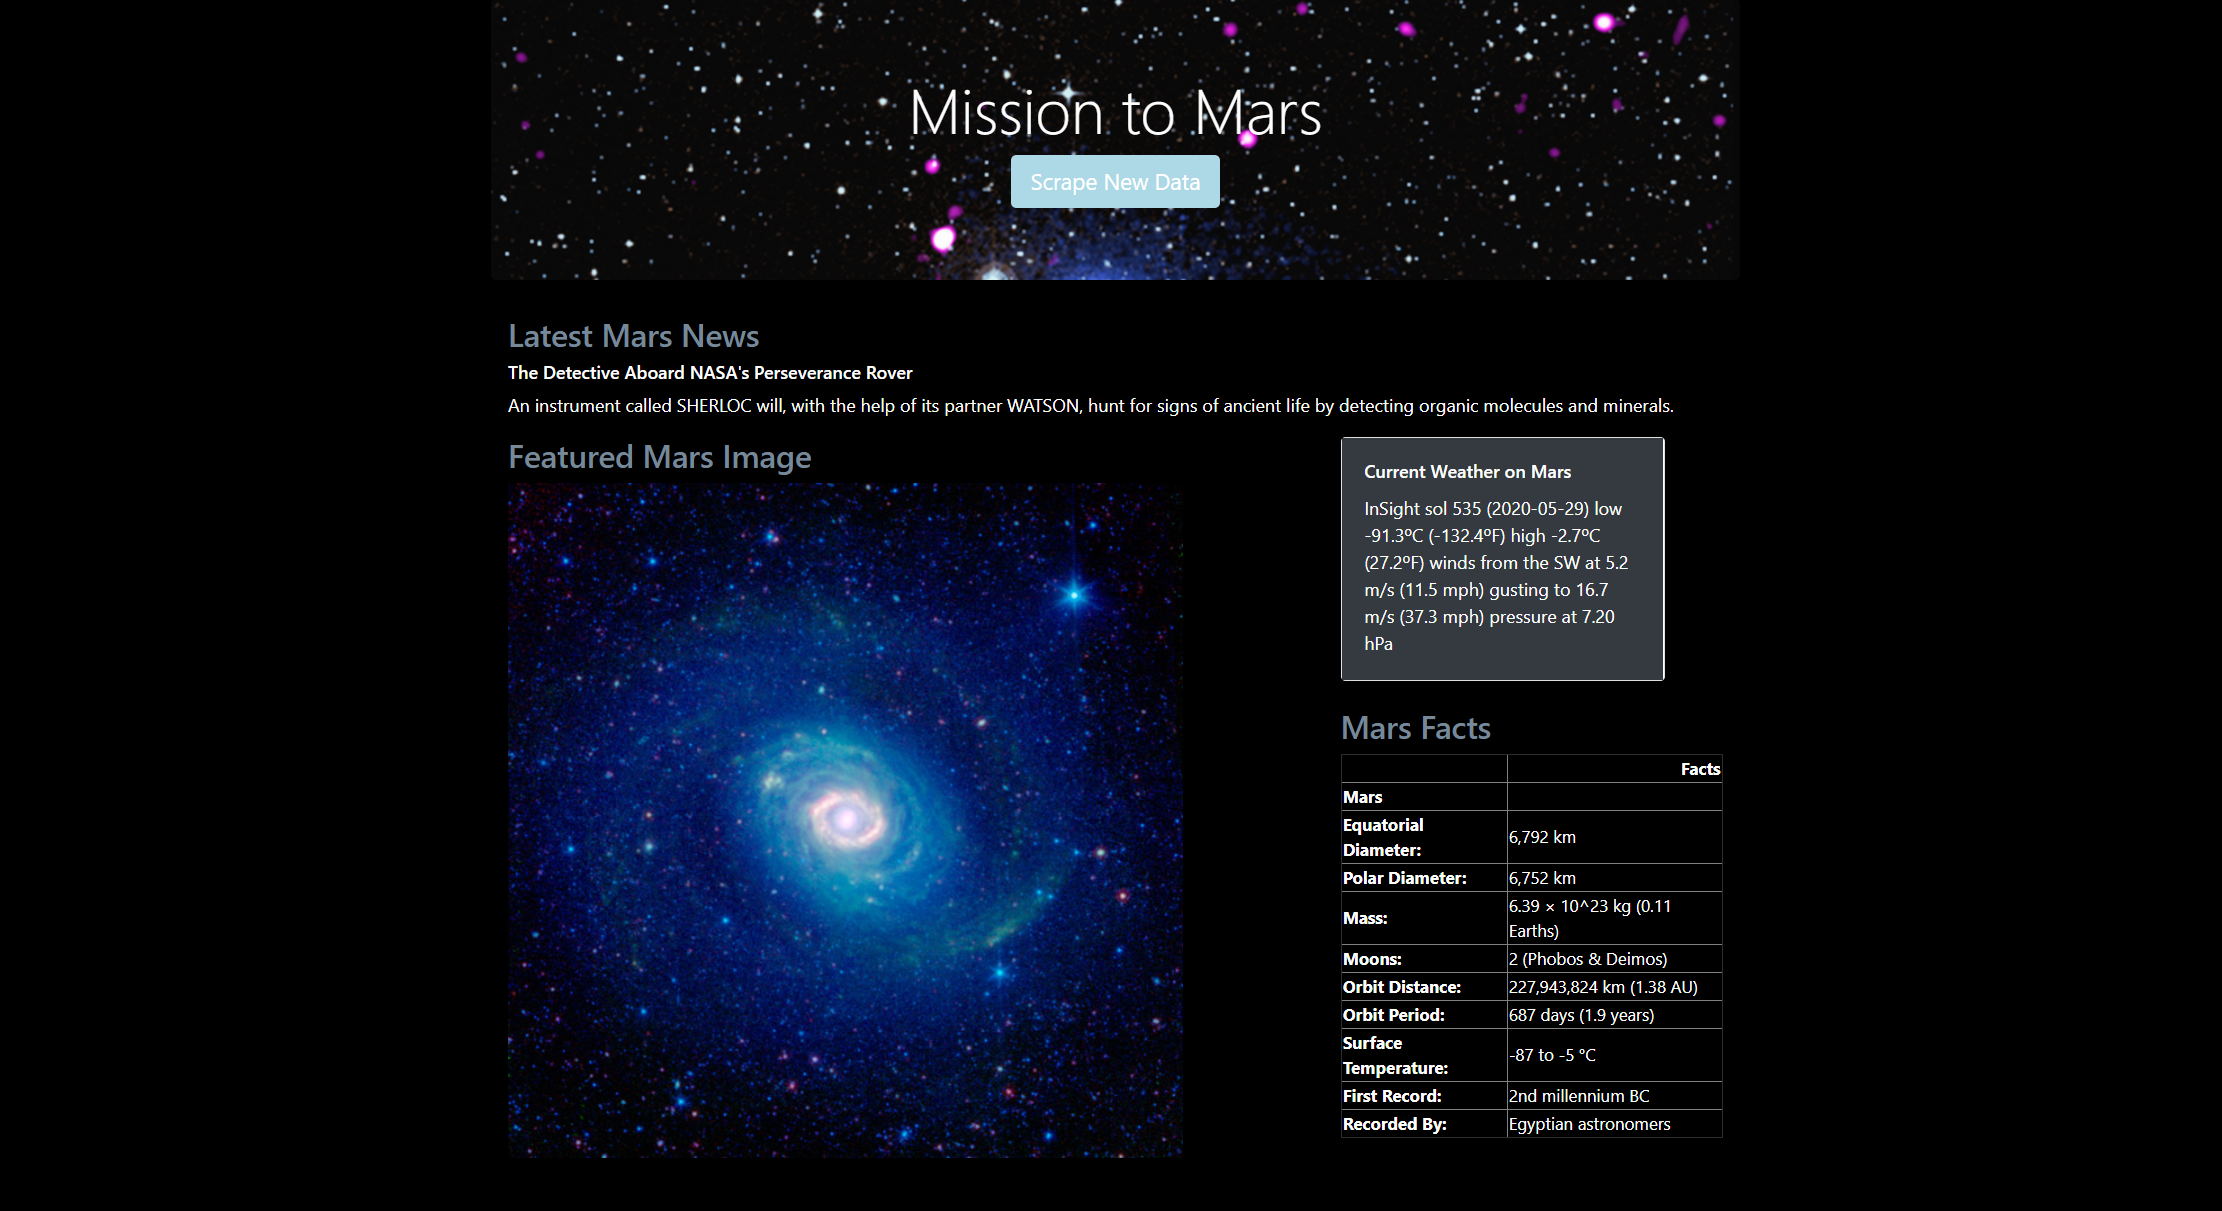 Mission to Mars
Scrape New Data
Latest Mars News
The Detective Aboard NASA's Perseverance Rover
An instrument called SHERLOC will, with the help of its partner WATSON, hunt for signs of ancient life by detecting organic molecules and minerals.
Featured Mars Image
Current Weather on Mars
InSight sol 535 (2020-05-29) low
-91.3ºC (-132.4ºF) high -2.7ºC
(27.2ºF) winds from the SW at 5.2
m/s (11.5 mph) gusting to 16.7
m/s (37.3 mph) pressure at 7.20
hPa
Mars Facts
Facts
Mars
Equatorial
Diameter:
6,792 km
Polar Diameter: 6,752 km
Mass:
6.39 × 10^23 kg (0.11
Earths)
Moons: 2 (Phobos & Deimos)
Orbit Distance: 227,943,824 km (1.38 AU)
Orbit Period: 687 days (1.9 years)
Surface
Temperature:
-87 to -5 °C
First Record: 2nd millennium BC
Recorded By: Egyptian astronomers